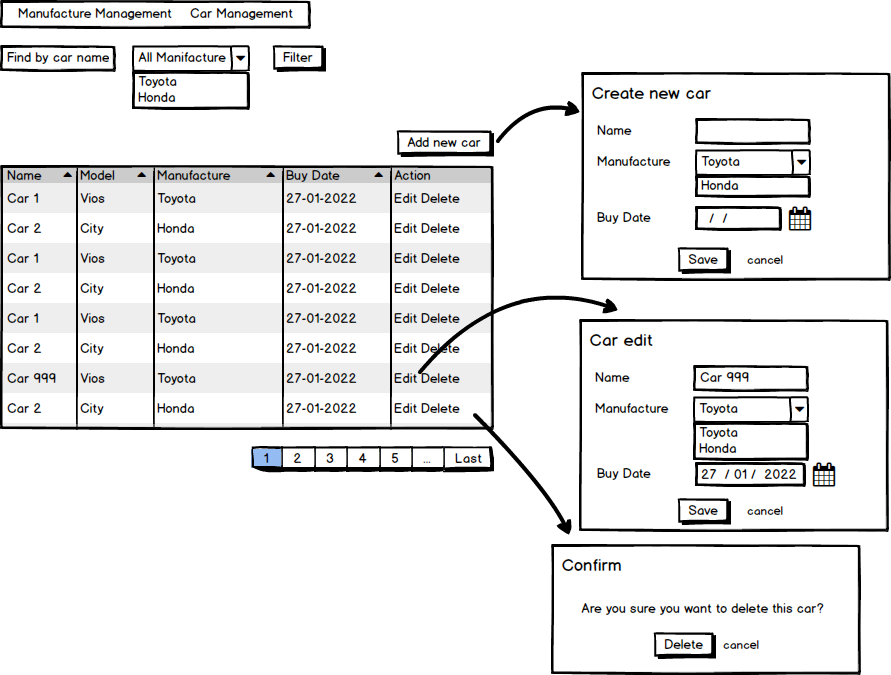 Manufacture Management Car Management
Find by car name All Manifacture Filter
Toyota
Honda
Add new car
Name Model Manufacture Buy Date Action
Car 1 Vios Toyota 27-01-2022 Edit Delete
Car 2 City Honda 27-01-2022 Edit Delete
Car 1 Vios Toyota 27-01-2022 Edit Delete
Car 2 City Honda 27-01-2022 Edit Delete
Car 1 Vios Toyota 27-01-2022 Edit Delete
Car 2 City Honda 27-01-2022 Edit Delete
Car 999 Vios Toyota 27-01-2022 Edit Delete
Car 2 City Honda 27-01-2022 Edit Delete
1 2 3 4 5 ... Last
Create new car
Name
Manufacture Toyota
Honda
Buy Date / /
Save cancel
Car edit
Name Car 999
Manufacture Toyota
Toyota
Honda
Buy Date 27 / 01 / 2022
Save cancel
Confirm
Are you sure you want to delete this car?
Delete cancel